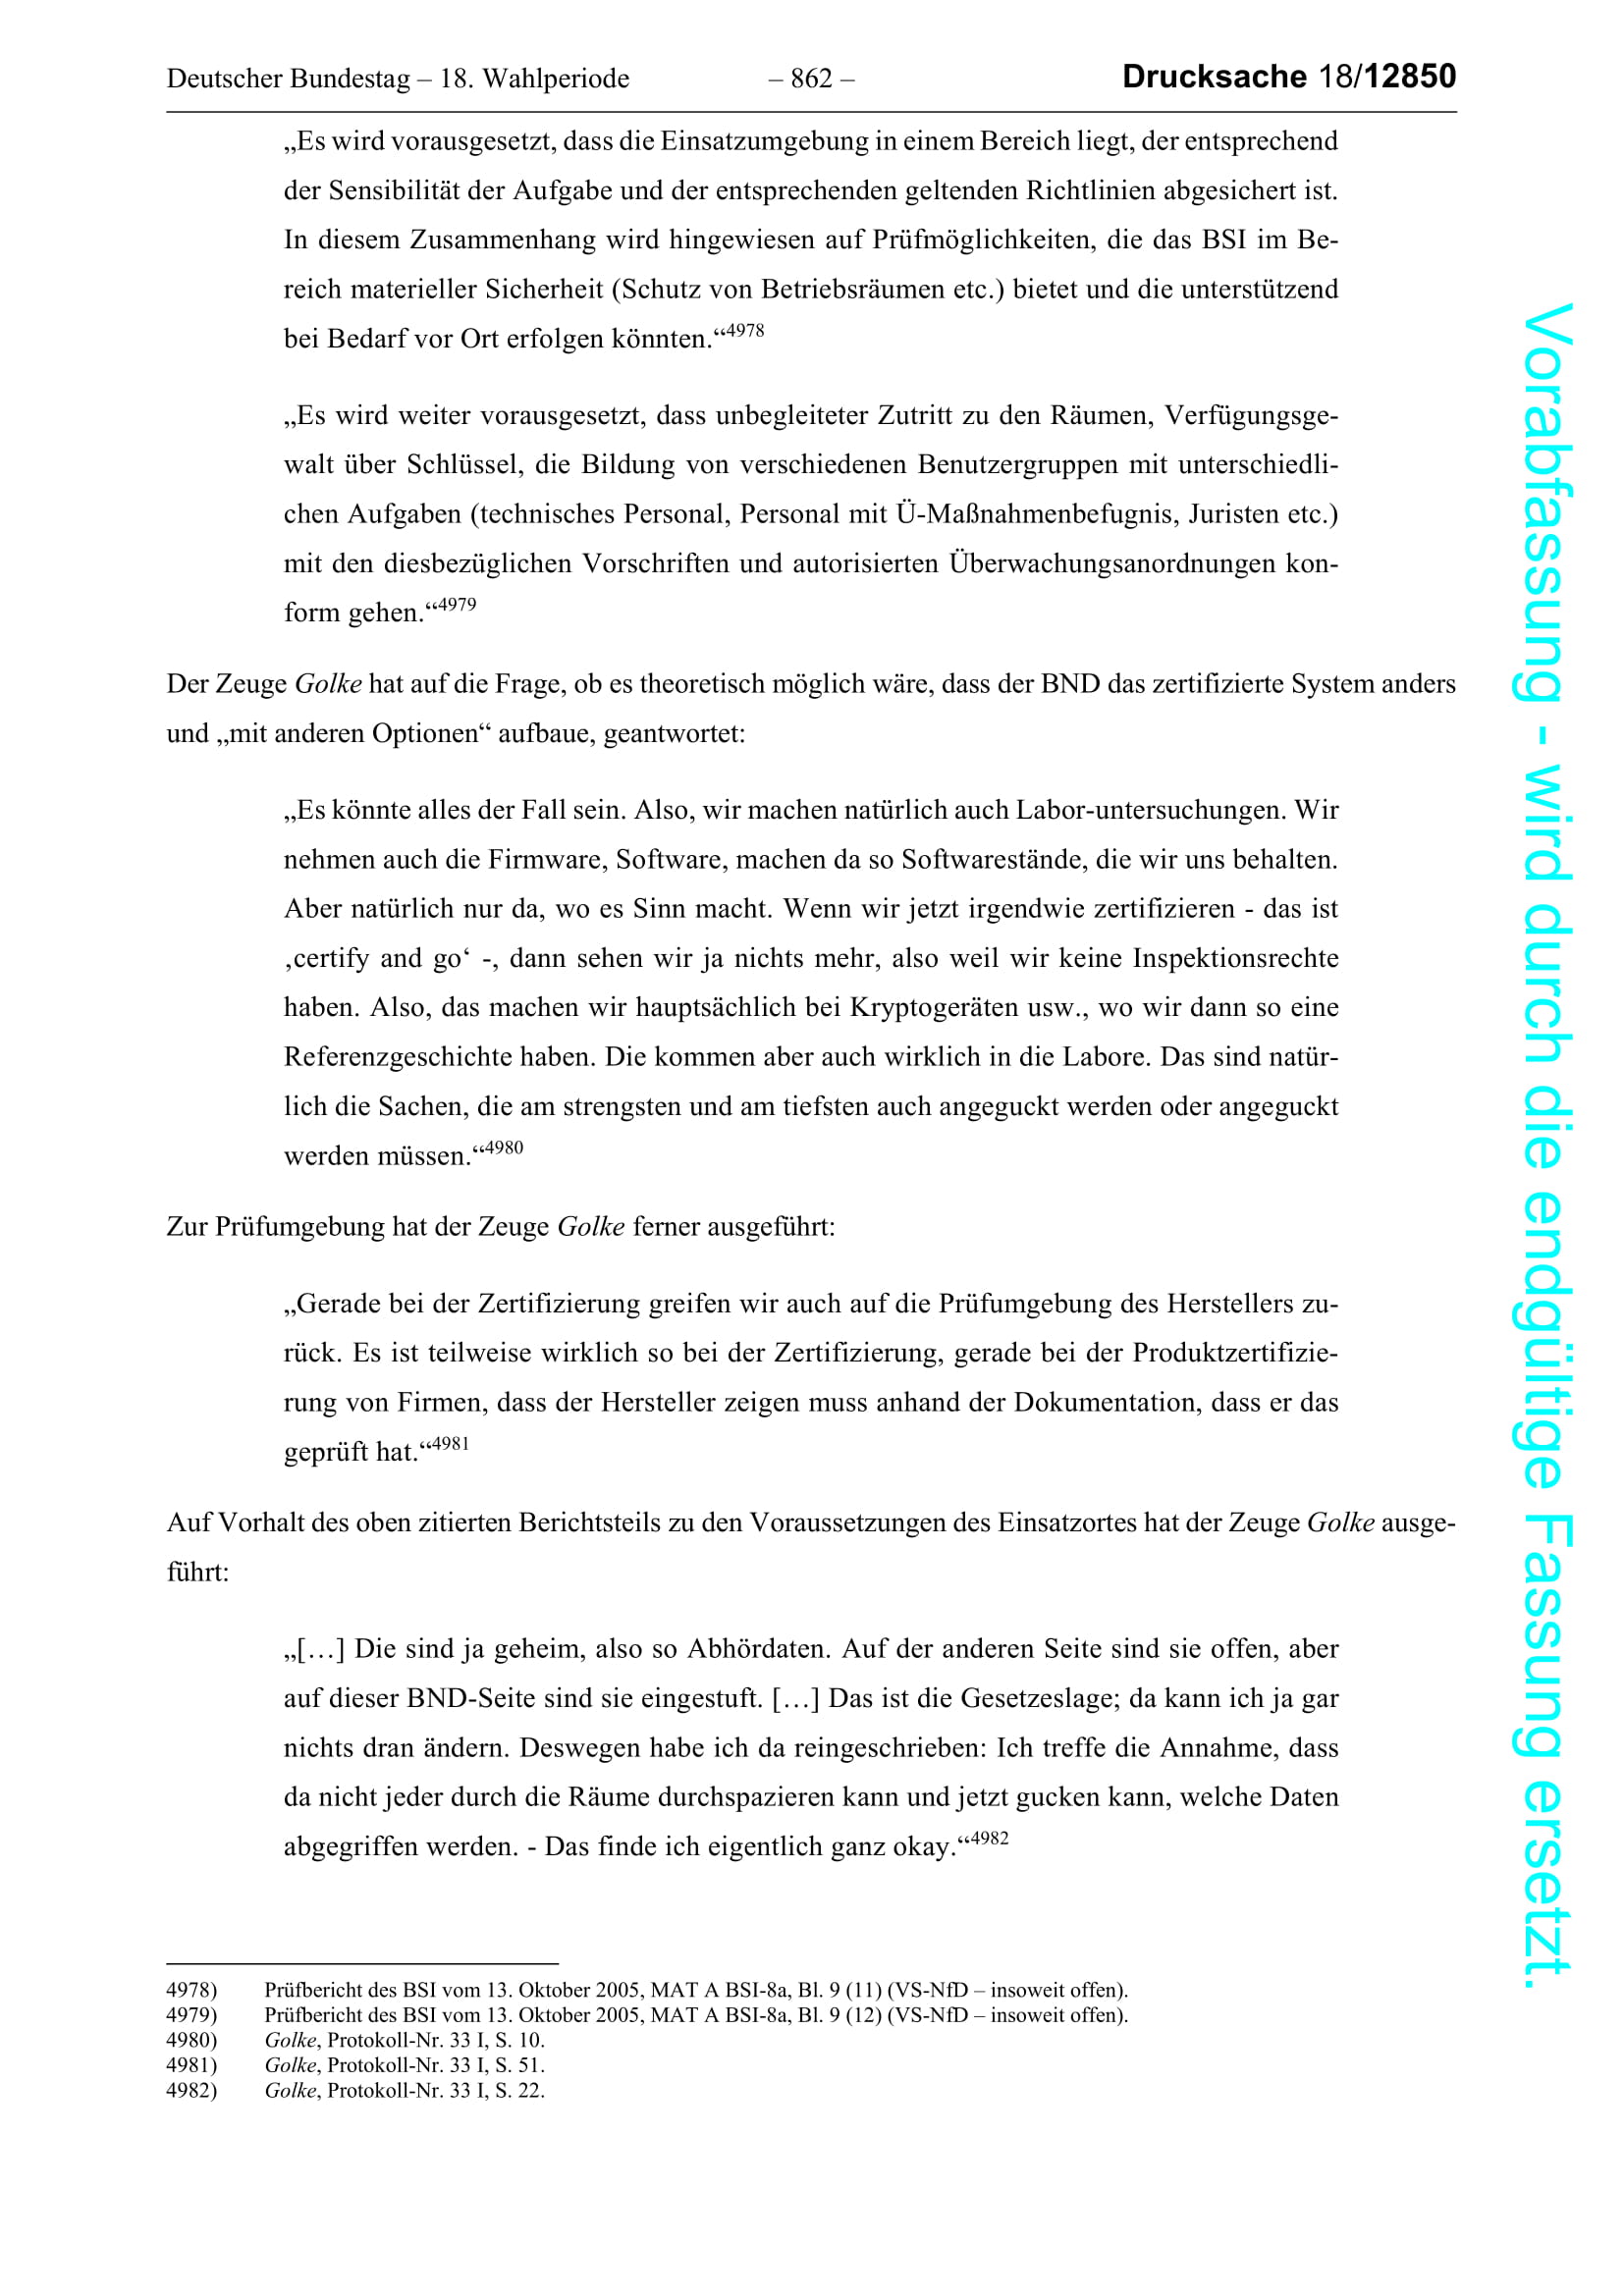 Deutscher Bundestag – 18. Wahlperiode – 862 – Drucksache 18/12850
„Es wird vorausgesetzt, dass die Einsatzumgebung in einem Bereich liegt, der entsprechend
der Sensibilität der Aufgabe und der entsprechenden geltenden Richtlinien abgesichert ist.
In diesem Zusammenhang wird hingewiesen auf Prüfmöglichkeiten, die das BSI im Be-
reich materieller Sicherheit (Schutz von Betriebsräumen etc.) bietet und die unterstützend
bei Bedarf vor Ort erfolgen könnten.“4978
„Es wird weiter vorausgesetzt, dass unbegleiteter Zutritt zu den Räumen, Verfügungsge-
walt über Schlüssel, die Bildung von verschiedenen Benutzergruppen mit unterschiedli-
chen Aufgaben (technisches Personal, Personal mit Ü-Maßnahmenbefugnis, Juristen etc.)
mit den diesbezüglichen Vorschriften und autorisierten Überwachungsanordnungen kon-
form gehen.“4979
Der Zeuge Golke hat auf die Frage, ob es theoretisch möglich wäre, dass der BND das zertifizierte System anders
und „mit anderen Optionen“ aufbaue, geantwortet:
„Es könnte alles der Fall sein. Also, wir machen natürlich auch Labor-untersuchungen. Wir
nehmen auch die Firmware, Software, machen da so Softwarestände, die wir uns behalten.
Aber natürlich nur da, wo es Sinn macht. Wenn wir jetzt irgendwie zertifizieren - das ist
‚certify and go‘ -, dann sehen wir ja nichts mehr, also weil wir keine Inspektionsrechte
haben. Also, das machen wir hauptsächlich bei Kryptogeräten usw., wo wir dann so eine
Referenzgeschichte haben. Die kommen aber auch wirklich in die Labore. Das sind natür-
lich die Sachen, die am strengsten und am tiefsten auch angeguckt werden oder angeguckt
werden müssen.“4980
Zur Prüfumgebung hat der Zeuge Golke ferner ausgeführt:
„Gerade bei der Zertifizierung greifen wir auch auf die Prüfumgebung des Herstellers zu-
rück. Es ist teilweise wirklich so bei der Zertifizierung, gerade bei der Produktzertifizie-
rung von Firmen, dass der Hersteller zeigen muss anhand der Dokumentation, dass er das
geprüft hat.“4981
Auf Vorhalt des oben zitierten Berichtsteils zu den Voraussetzungen des Einsatzortes hat der Zeuge Golke ausge-
führt:
„[…] Die sind ja geheim, also so Abhördaten. Auf der anderen Seite sind sie offen, aber
auf dieser BND-Seite sind sie eingestuft. […] Das ist die Gesetzeslage; da kann ich ja gar
nichts dran ändern. Deswegen habe ich da reingeschrieben: Ich treffe die Annahme, dass
da nicht jeder durch die Räume durchspazieren kann und jetzt gucken kann, welche Daten
abgegriffen werden. - Das finde ich eigentlich ganz okay.“4982
4978) Prüfbericht des BSI vom 13. Oktober 2005, MAT A BSI-8a, Bl. 9 (11) (VS-NfD – insoweit offen).
4979) Prüfbericht des BSI vom 13. Oktober 2005, MAT A BSI-8a, Bl. 9 (12) (VS-NfD – insoweit offen).
4980) Golke, Protokoll-Nr. 33 I, S. 10.
4981) Golke, Protokoll-Nr. 33 I, S. 51.
4982) Golke, Protokoll-Nr. 33 I, S. 22.
Vorabfassung - wird durch die endgültige Fassung ersetzt.